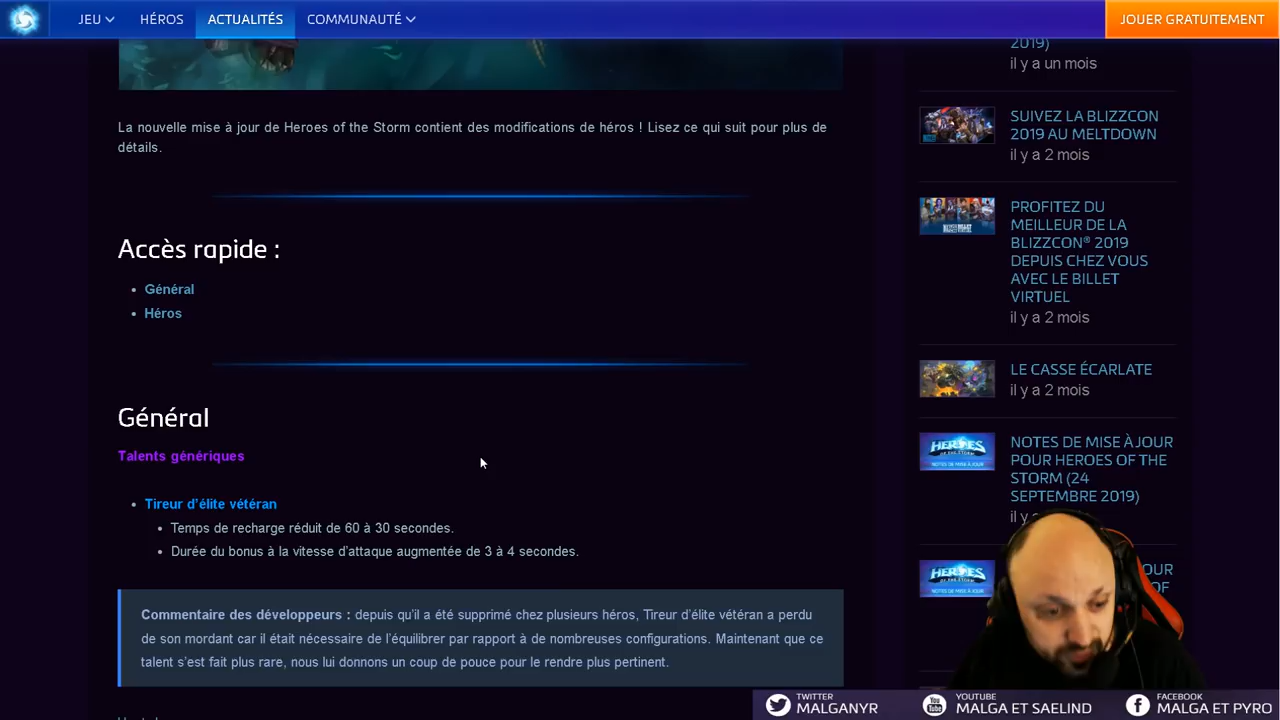 JEU
HÉROS
ACTUALITÉS
COMMUNAUTÉ
JOUER GRATUITEMENT
La nouvelle mise à jour de Heroes of the Storm contient des modifications de héros ! Lisez ce qui suit pour plus de
détails.
Accès rapide :
• Général
• Héros
Général
Talents génériques
• Tireur d'élite vétéran
• Temps de recharge réduit de 60 à 30 secondes.
• Durée du bonus à la vitesse d'attaque augmentée de 3 à 4 secondes.
Commentaire des développeurs : depuis qu'il a été supprimé chez plusieurs héros, Tireur d'élite vétéran a perdu
de son mordant car il était nécessaire de l'équilibrer par rapport à de nombreuses configurations. Maintenant que ce
talent s'est fait plus rare, nous lui donnons un coup de pouce pour le rendre plus pertinent.
2019)
il y a un mois
SUIVEZ LA BLIZZCON
2019 AU MELTDOWN
il y a 2 mois
PROFITEZ DU
MEILLEUR DE LA
BLIZZCON® 2019
DEPUIS CHEZ VOUS
AVEC LE BILLET
VIRTUEL
il y a 2 mois
LE CASSE ÉCARLATE
il y a 2 mois
NOTES DE MISE À JOUR
POUR HEROES OF THE
STORM (24
SEPTEMBRE 2019)
il y
OUR
OF
TWITTER
MALGANYR
YOUTUBE
MALGA ET SAELIND
FACEBOOK
MALGA ET PYRO